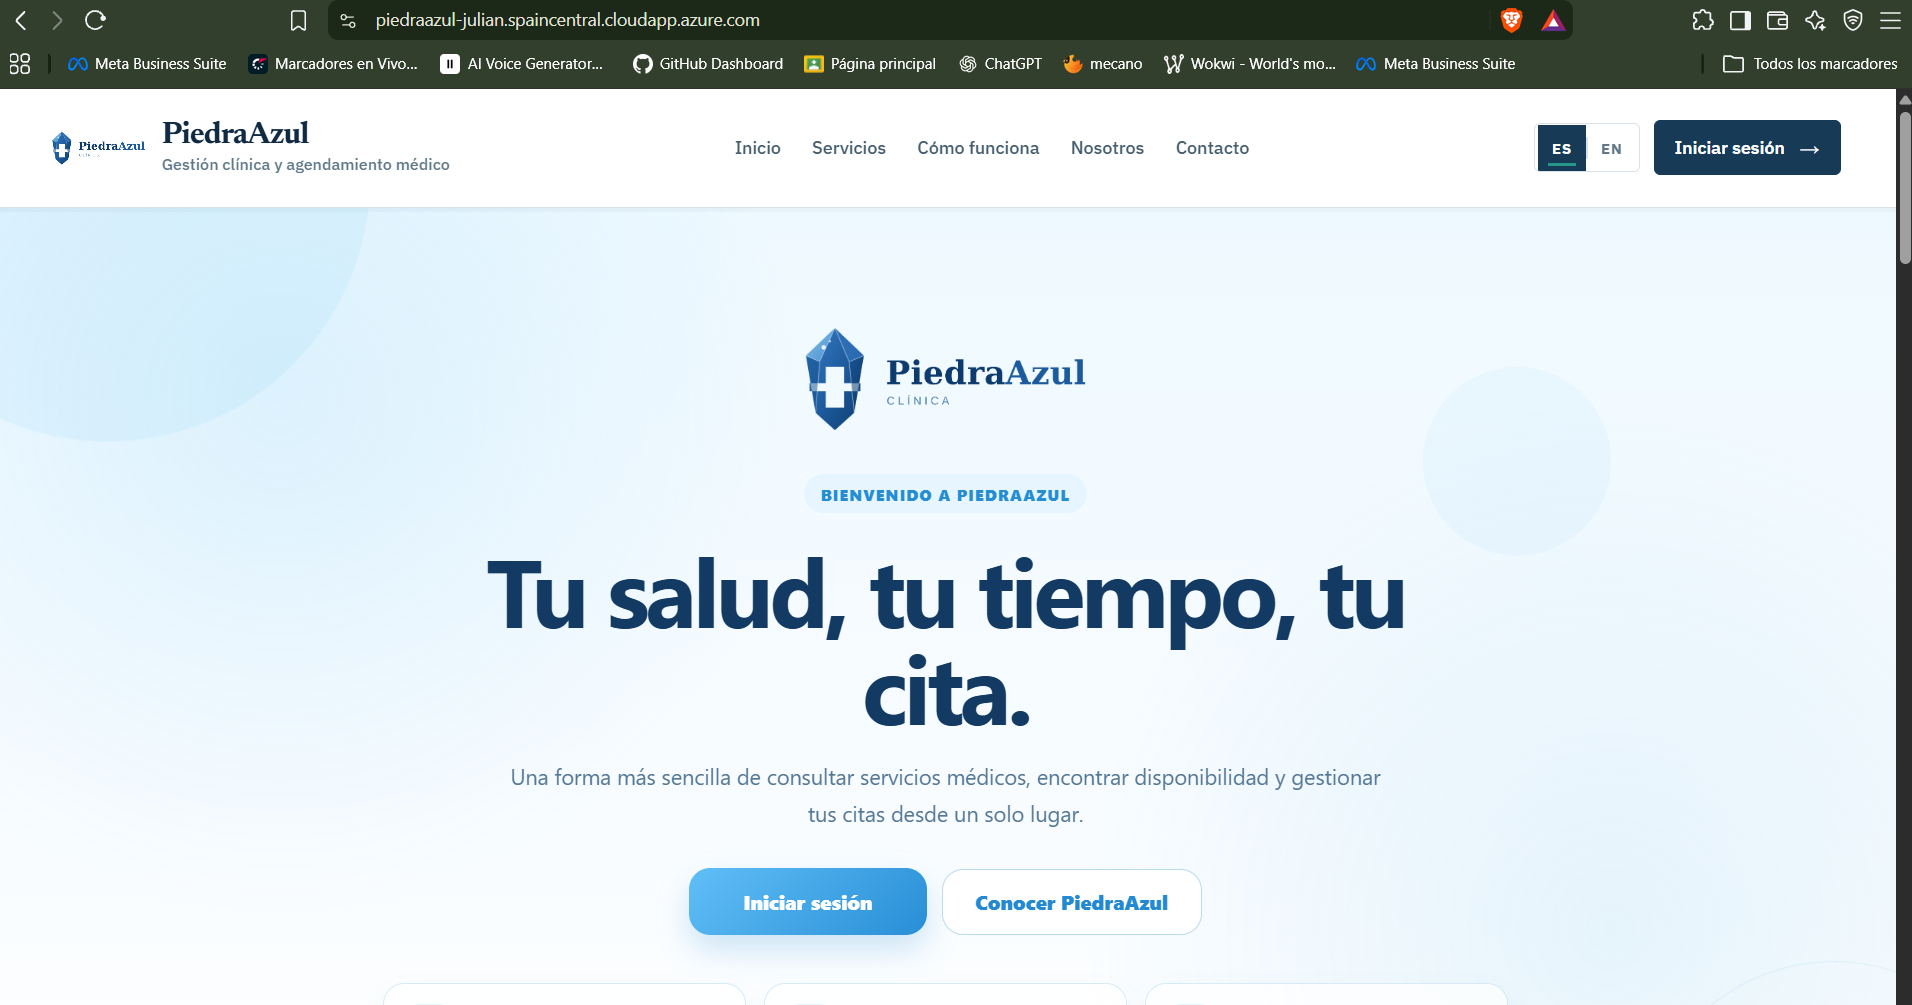 piedraazul-julian.spaincentral.cloudapp.azure.com
Meta Business Suite
Marcadores en Vivo...
AI Voice Generator...
GitHub Dashboard
Página principal
ChatGPT
mecano
Wokwi - World's mo...
Meta Business Suite
Todos los marcadores
PiedraAzul
PiedraAzul
Gestión clínica y agendamiento médico
Inicio
Servicios
Cómo funciona
Nosotros
Contacto
ES
EN
Iniciar sesión →
PiedraAzul
CLÍNICA
BIENVENIDO A PIEDRAAZUL
Tu salud, tu tiempo, tu
cita.
Una forma más sencilla de consultar servicios médicos, encontrar disponibilidad y gestionar
tus citas desde un solo lugar.
Iniciar sesión
Conocer PiedraAzul